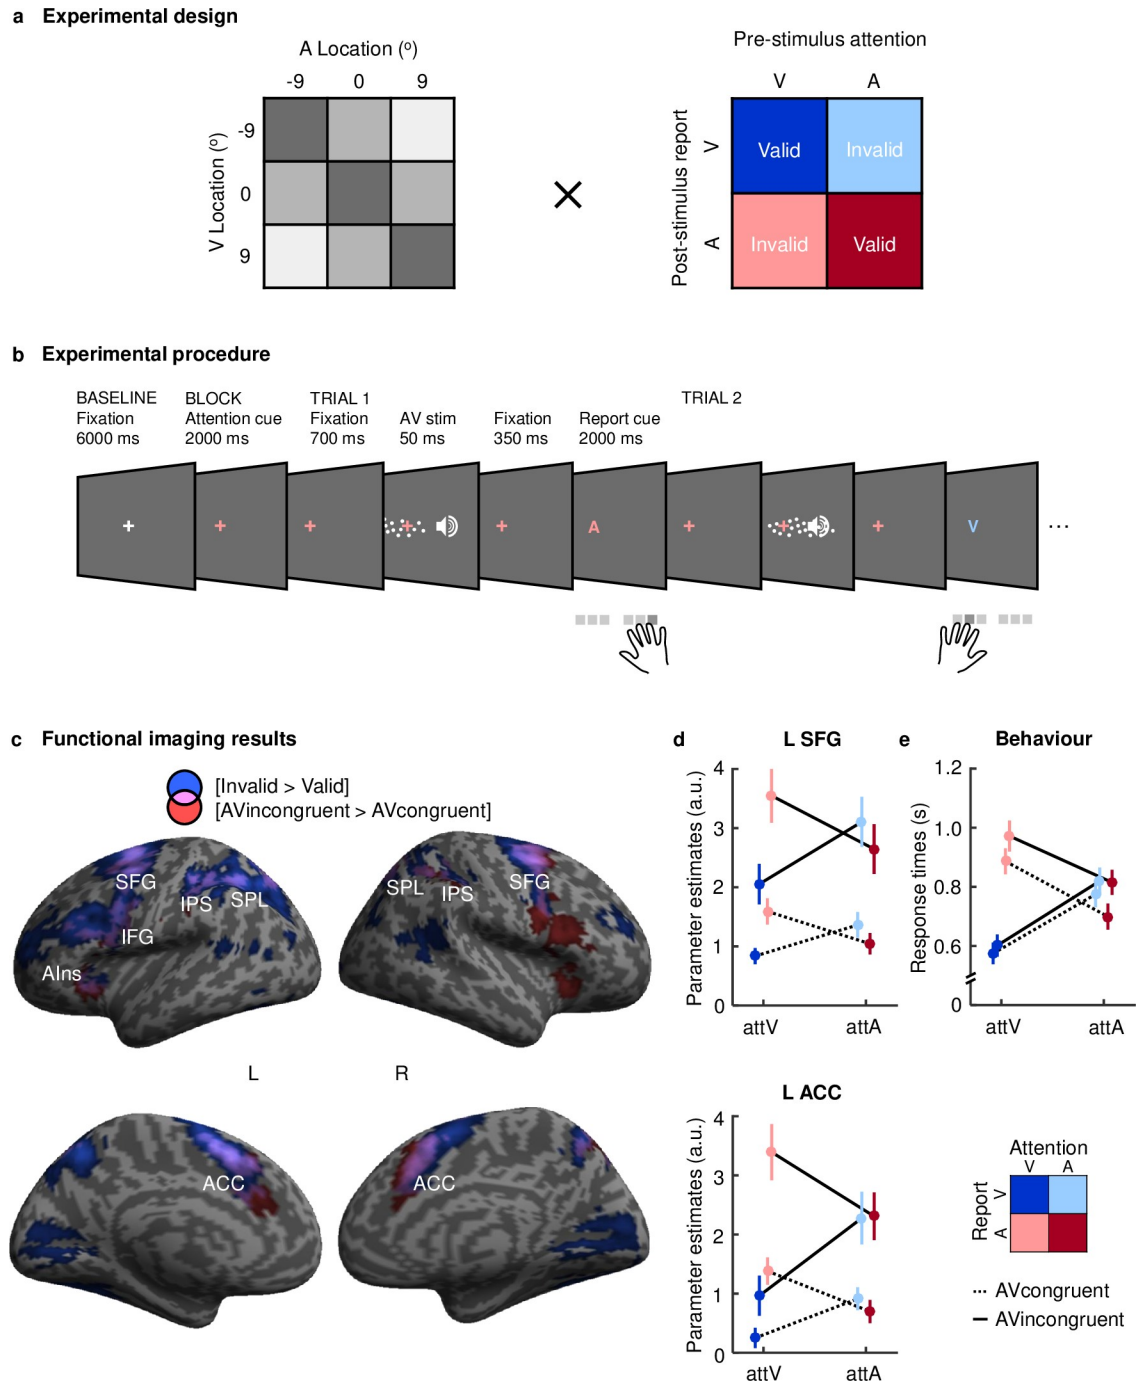 a Experimental design
A Location (º)
-9 0 9
V Location (º)
-9
0
9
Pre-stimulus attention
V A
Post-stimulus report
V
A
Valid Invalid
Invalid Valid
b Experimental procedure
BASELINE
Fixation
6000 ms
BLOCK
Attention cue
2000 ms
TRIAL 1
Fixation
700 ms
AV stim
50 ms
Fixation
350 ms
Report cue
2000 ms
TRIAL 2
A
V
...
c Functional imaging results
[Invalid > Valid]
[AVincongruent > AVcongruent]
SFG
IPS
SPL
IFG
AIns
SPL
IPS
SFG
L
R
ACC
ACC
d L SFG
Parameter estimates (a.u.)
4
3
2
1
0
attV attA
L ACC
Parameter estimates (a.u.)
4
3
2
1
0
attV attA
e Behaviour
Response times (s)
1.2
1.0
0.8
0.6
0
attV attA
Attention
V A
Report
V
A
AVcongruent
AVincongruent